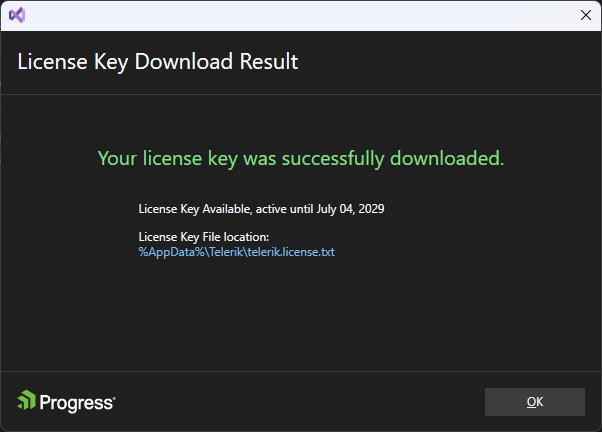 License Key Download Result
Your license key was successfully downloaded.
License Key Available, active until July 04, 2029
License Key File location:
%AppData%\Telerik\telerik.license.txt
Progress®
OK